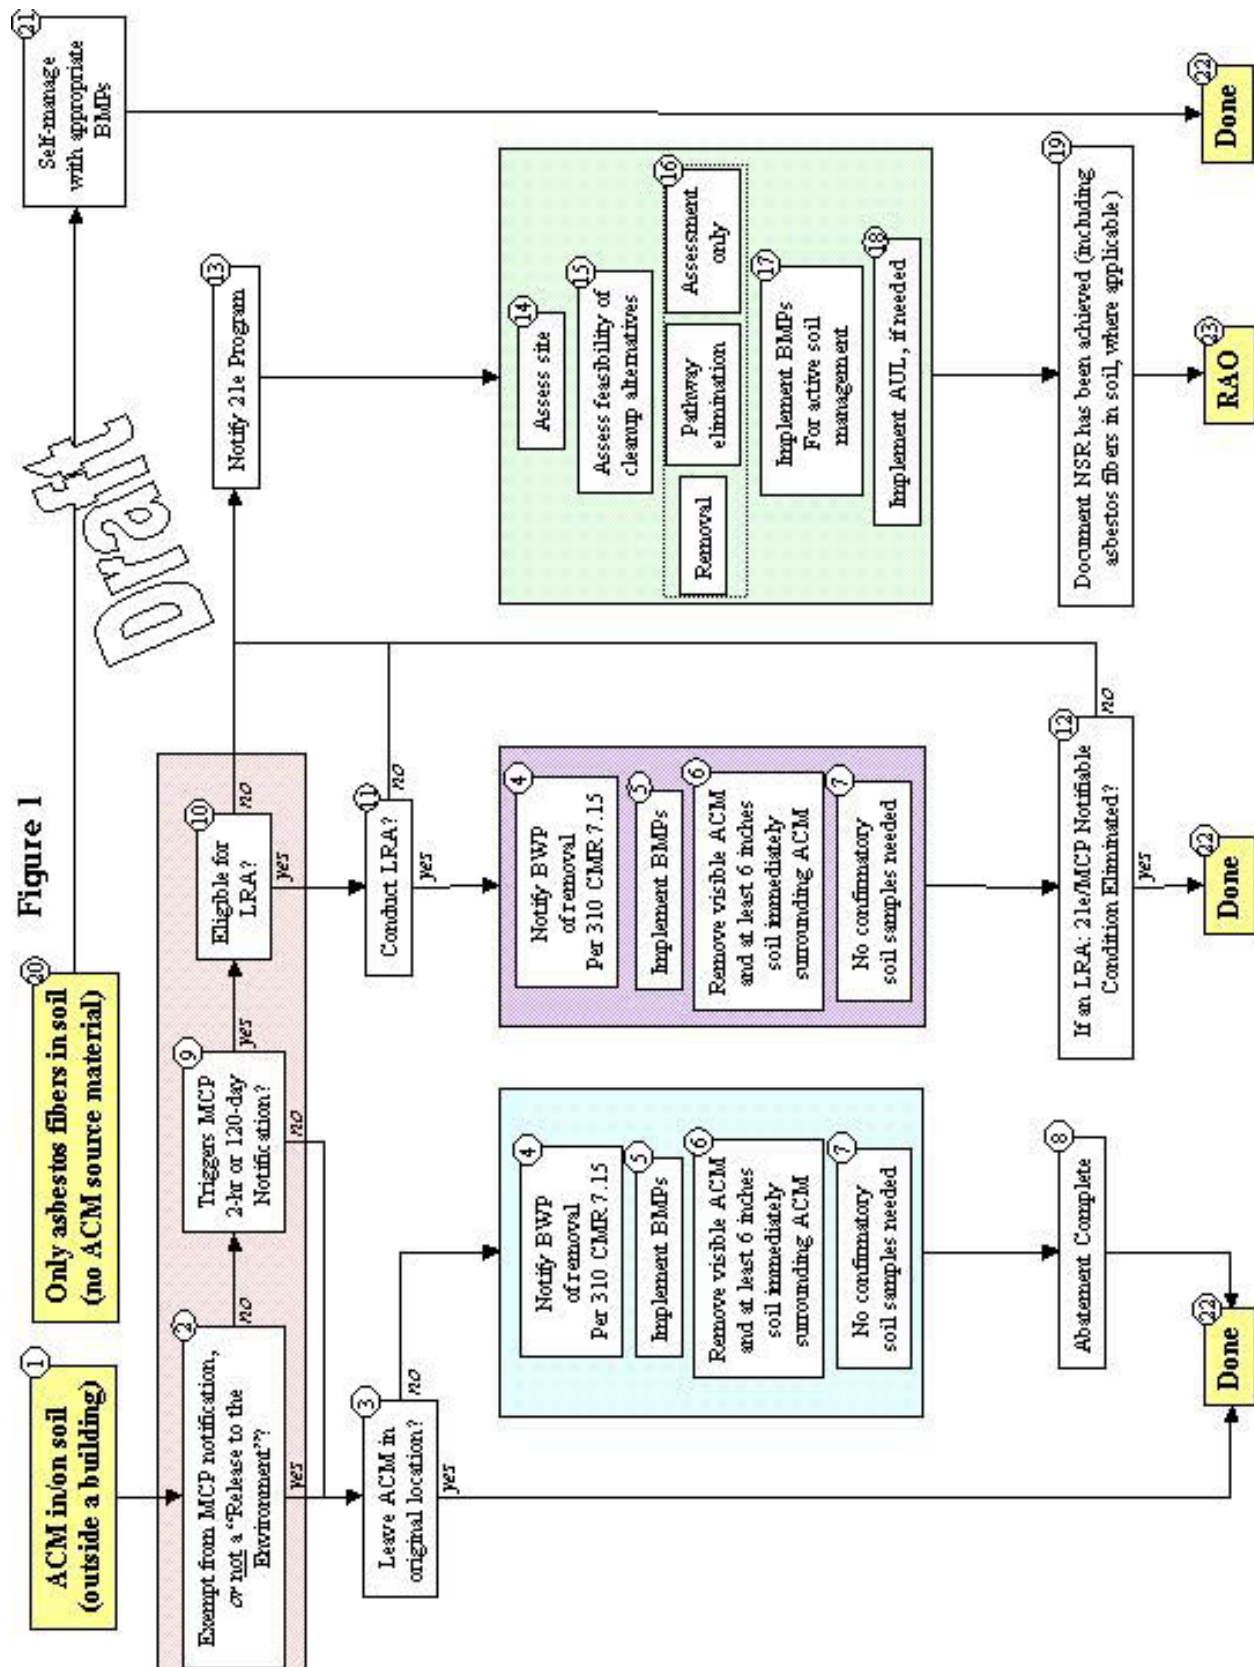 Figure 1
1
ACM in/on soil
(outside a building)
20
Only asbestos fibers in soil
(no ACM source material)
Draft
21
Self-manage
with appropriate
BMPs
2
Exempt from MCP notification,
or not a “Release to the
Environment”?
no
yes
9
Triggers MCP
2-hr or 120-day
Notification?
yes
no
10
Eligible for
LRA?
no
yes
13
Notify 21e Program
3
Leave ACM in
original location?
no
yes
11
Conduct LRA?
no
yes
4
Notify BWP
of removal
Per 310 CMR 7.15
5
Implement BMPs
6
Remove visible ACM
and at least 6 inches
soil immediately
surrounding ACM
7
No confirmatory
soil samples needed
4
Notify BWP
of removal
Per 310 CMR 7.15
5
Implement BMPs
6
Remove visible ACM
and at least 6 inches
soil immediately
surrounding ACM
7
No confirmatory
soil samples needed
14
Assess site
15
Assess feasibility of
cleanup alternatives
16
Removal
Pathway
elimination
Assessment
only
17
Implement BMPs
For active soil
management
18
Implement AUL, if needed
8
Abatement Complete
12
If an LRA: 21e/MCP Notifiable
Condition Eliminated?
no
yes
19
Document NSR has been achieved (including
asbestos fibers in soil, where applicable)
22
Done
22
Done
23
RAO
22
Done